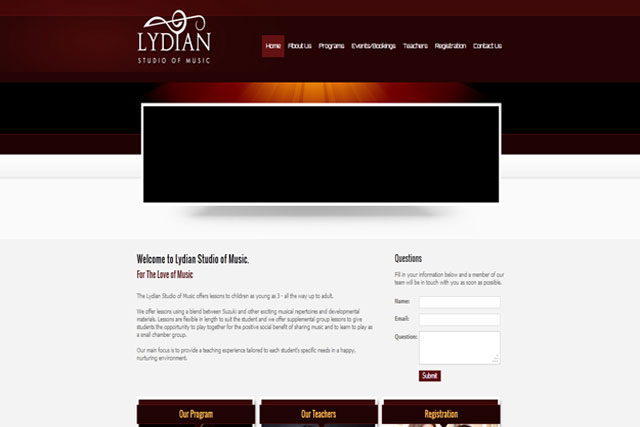 LYDIAN
STUDIO OF MUSIC
Home About Us Programs Events/Bookings Teachers Registration Contact Us
Welcome to Lydian Studio of Music.
For The Love of Music
The Lydian Studio of Music offers lessons to children as young as 3 - all the way up to adult.
We offer lessons using a blend between Suzuki and other exciting musical repertoires and developmental
materials. Lessons are flexible in length to suit the student and we offer supplemental group lessons to give
students the opportunity to play together for the positive social benefit of sharing music and to learn to play as
a small chamber group.
Our main focus is to provide a teaching experience tailored to each student's specific needs in a happy,
nurturing environment.
Questions
Fill in your information below and a member of our
team will be in touch with you as soon as possible.
Name:
Email:
Question:
Submit
Our Program
Our Teachers
Registration